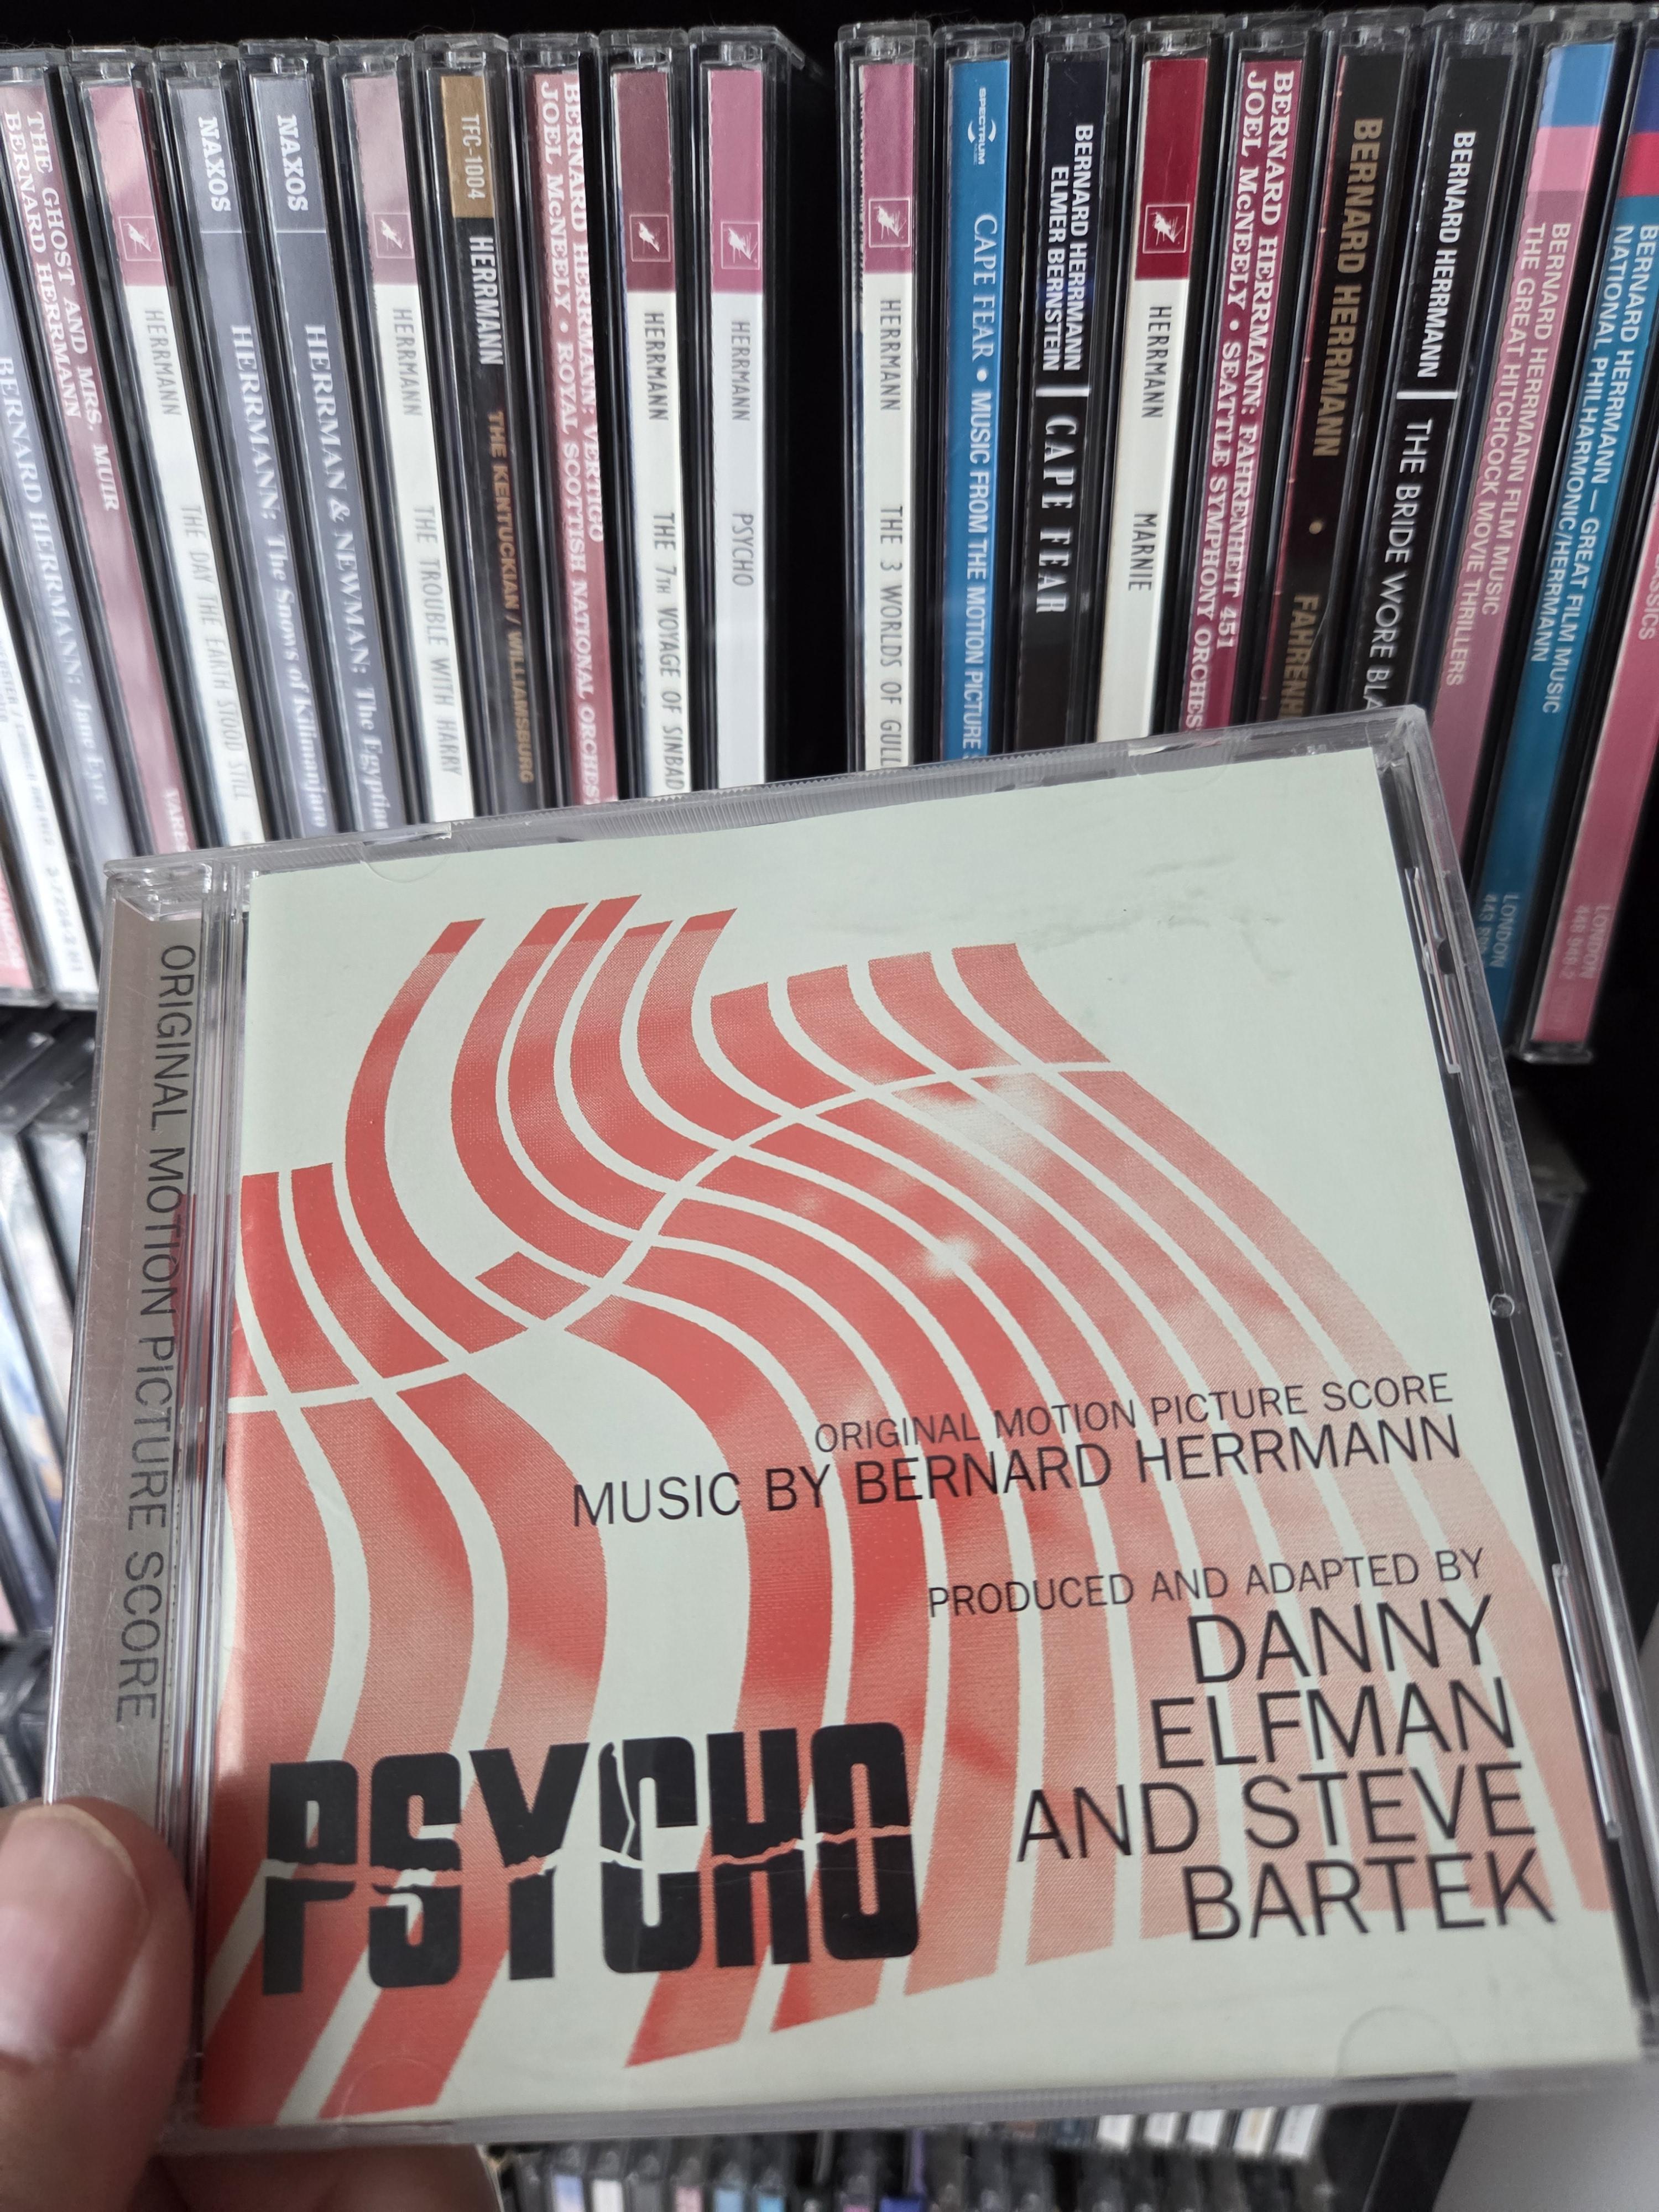 THE GHOST AND MRS. MUIR
BERNARD HERRMANN
BERNARD HERRMANN: Jane Eyre
HERRMANN THE DAY THE EARTH STOOD STILL
NAXOS HERRMANN: The Snows of Kilimanjaro
NAXOS HERRMAN & NEWMAN: The Egyptian
HERRMANN THE TROUBLE WITH HARRY
TFC-1004 HERRMANN THE KENTUCKIAN / WILLIAMSBURG
BERNARD HERRMANN: VERTIGO
JOEL McNEELY • ROYAL SCOTTISH NATIONAL ORCHES
HERRMANN THE 7TH VOYAGE OF SINBAD
HERRMANN PSYCHO
HERRMANN THE 3 WORLDS OF GULL
SPECTRUM CAPE FEAR • MUSIC FROM THE MOTION PICTURE
BERNARD HERRMANN
ELMER BERNSTEIN
CAPE FEAR
HERRMANN MARNIE
BERNARD HERRMANN: FAHRENHEIT 451
JOEL McNEELY • SEATTLE SYMPHONY ORCHES
BERNARD HERRMANN • FAHRENH
BERNARD HERRMANN THE BRIDE WORE BLA
BERNARD HERRMANN FILM MUSIC
THE GREAT HITCHCOCK MOVIE THRILLERS
LONDON
BERNARD HERRMANN — GREAT FILM MUSIC
NATIONAL PHILHARMONIC/HERRMANN
LONDON
ORIGINAL MOTION PICTURE SCORE
ORIGINAL MOTION PICTURE SCORE
MUSIC BY BERNARD HERRMANN
PRODUCED AND ADAPTED BY
DANNY
ELFMAN
AND STEVE
BARTEK
PSYCHO